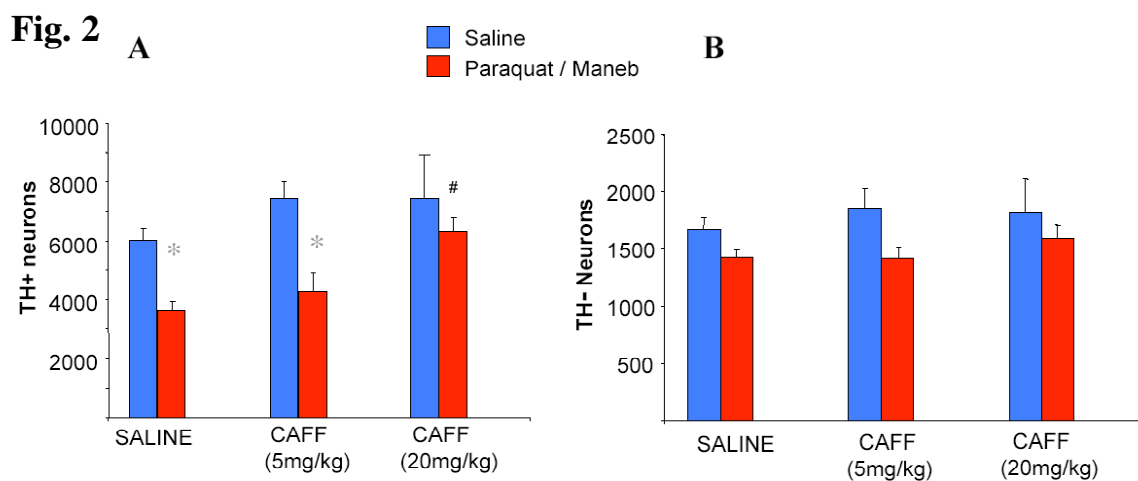 Fig. 2
A
Saline
Paraquat / Maneb
B
TH+ neurons
10000
8000
6000
4000
2000
*
*
#
SALINE
CAFF
(5mg/kg)
CAFF
(20mg/kg)
TH- Neurons
2500
2000
1500
1000
500
SALINE
CAFF
(5mg/kg)
CAFF
(20mg/kg)